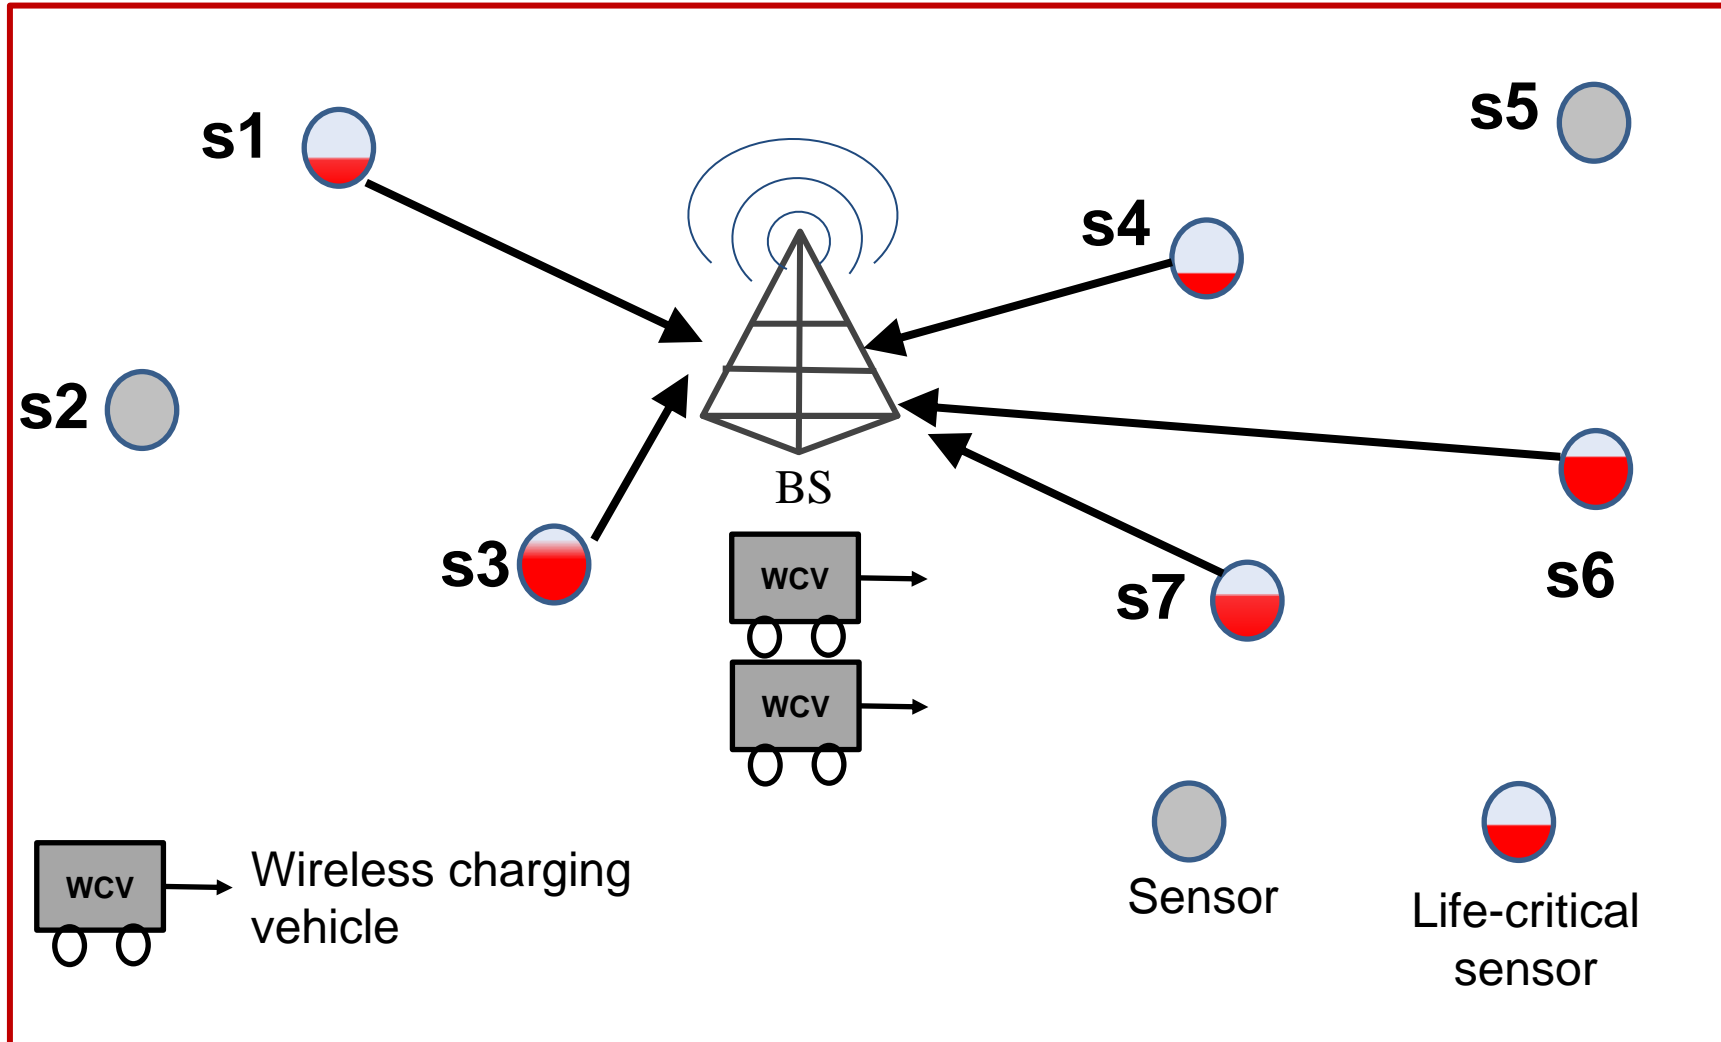 s1
s5
s4
s2
BS
s3
WCV
s7
s6
WCV
WCV
Wireless charging
vehicle
Sensor
Life-critical
sensor